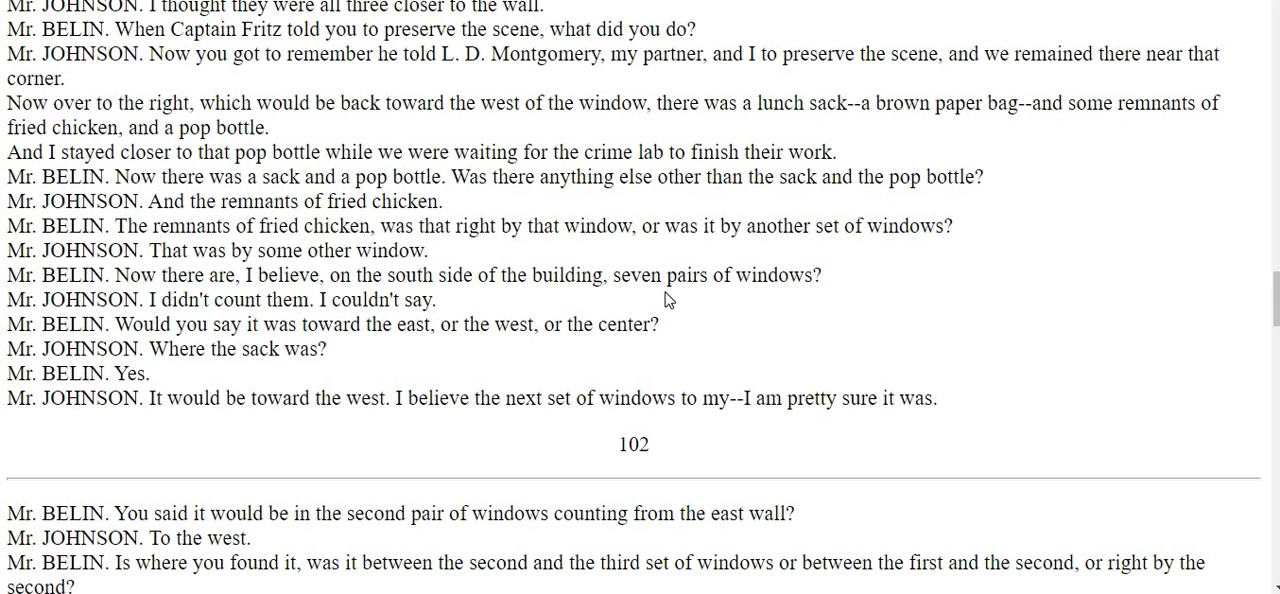 Mr. JOHNSON. I thought they were all three closer to the wall.
Mr. BELIN. When Captain Fritz told you to preserve the scene, what did you do?
Mr. JOHNSON. Now you got to remember he told L. D. Montgomery, my partner, and I to preserve the scene, and we remained there near that
corner.
Now over to the right, which would be back toward the west of the window, there was a lunch sack--a brown paper bag--and some remnants of
fried chicken, and a pop bottle.
And I stayed closer to that pop bottle while we were waiting for the crime lab to finish their work.
Mr. BELIN. Now there was a sack and a pop bottle. Was there anything else other than the sack and the pop bottle?
Mr. JOHNSON. And the remnants of fried chicken.
Mr. BELIN. The remnants of fried chicken, was that right by that window, or was it by another set of windows?
Mr. JOHNSON. That was by some other window.
Mr. BELIN. Now there are, I believe, on the south side of the building, seven pairs of windows?
Mr. JOHNSON. I didn't count them. I couldn't say.
Mr. BELIN. Would you say it was toward the east, or the west, or the center?
Mr. JOHNSON. Where the sack was?
Mr. BELIN. Yes.
Mr. JOHNSON. It would be toward the west. I believe the next set of windows to my--I am pretty sure it was.
102
Mr. BELIN. You said it would be in the second pair of windows counting from the east wall?
Mr. JOHNSON. To the west.
Mr. BELIN. Is where you found it, was it between the second and the third set of windows or between the first and the second, or right by the
second?